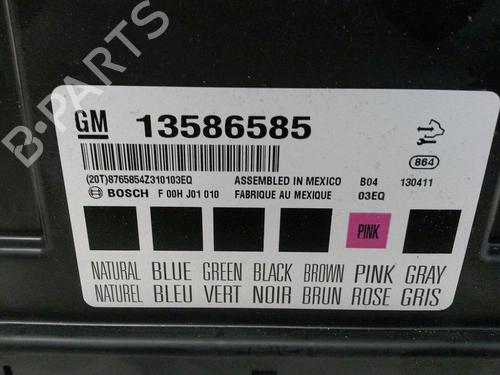 B-PARTS
GM 13586585
864
(20T)8765854Z310103EQ ASSEMBLED IN MEXICO B04 130411
BOSCH F 00H J01 010 FABRIQUE AU MEXIQUE 03EQ
PINK
NATURAL BLUE GREEN BLACK BROWN PINK GRAY
NATUREL BLEU VERT NOIR BRUN ROSE GRIS